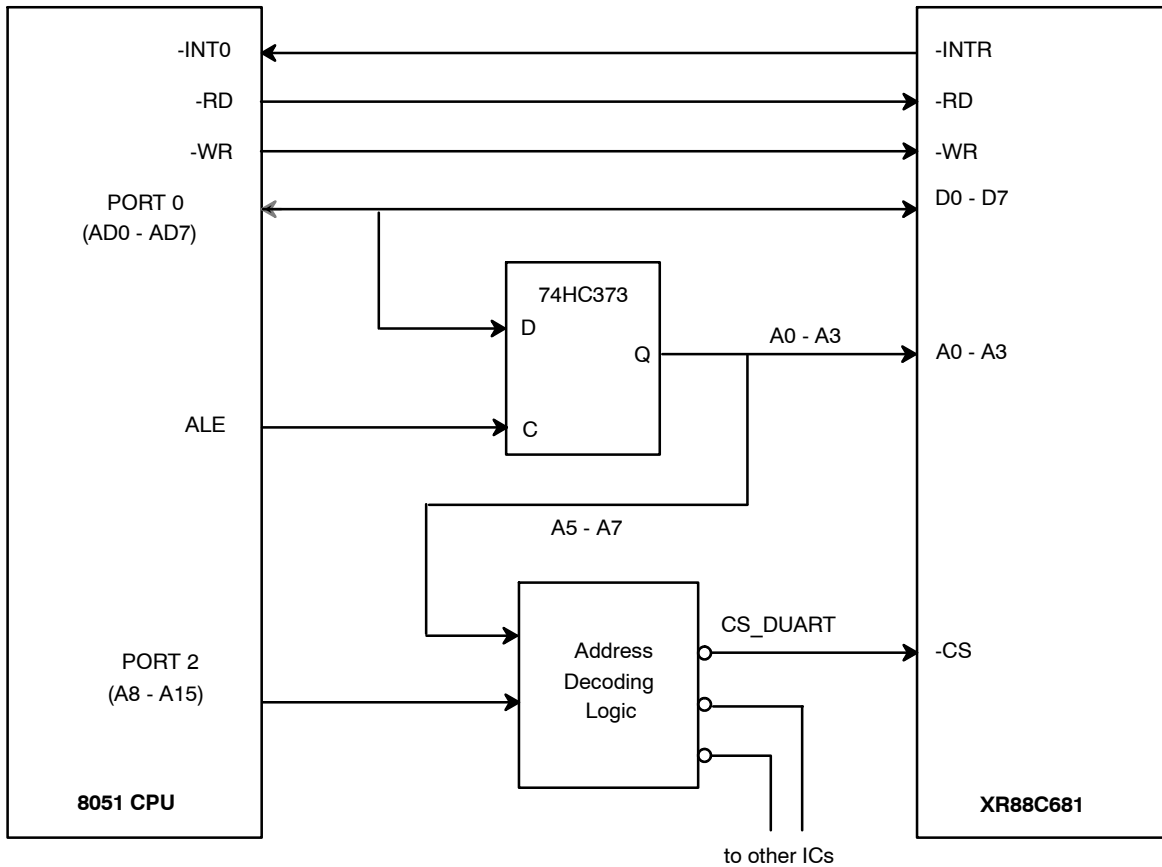 -INT0
-INTR
-RD
-RD
-WR
-WR
PORT 0
(AD0 - AD7)
D0 - D7
74HC373
D
Q
A0 - A3
A0 - A3
ALE
C
A5 - A7
PORT 2
(A8 - A15)
Address
Decoding
Logic
CS_DUART
-CS
8051 CPU
XR88C681
to other ICs